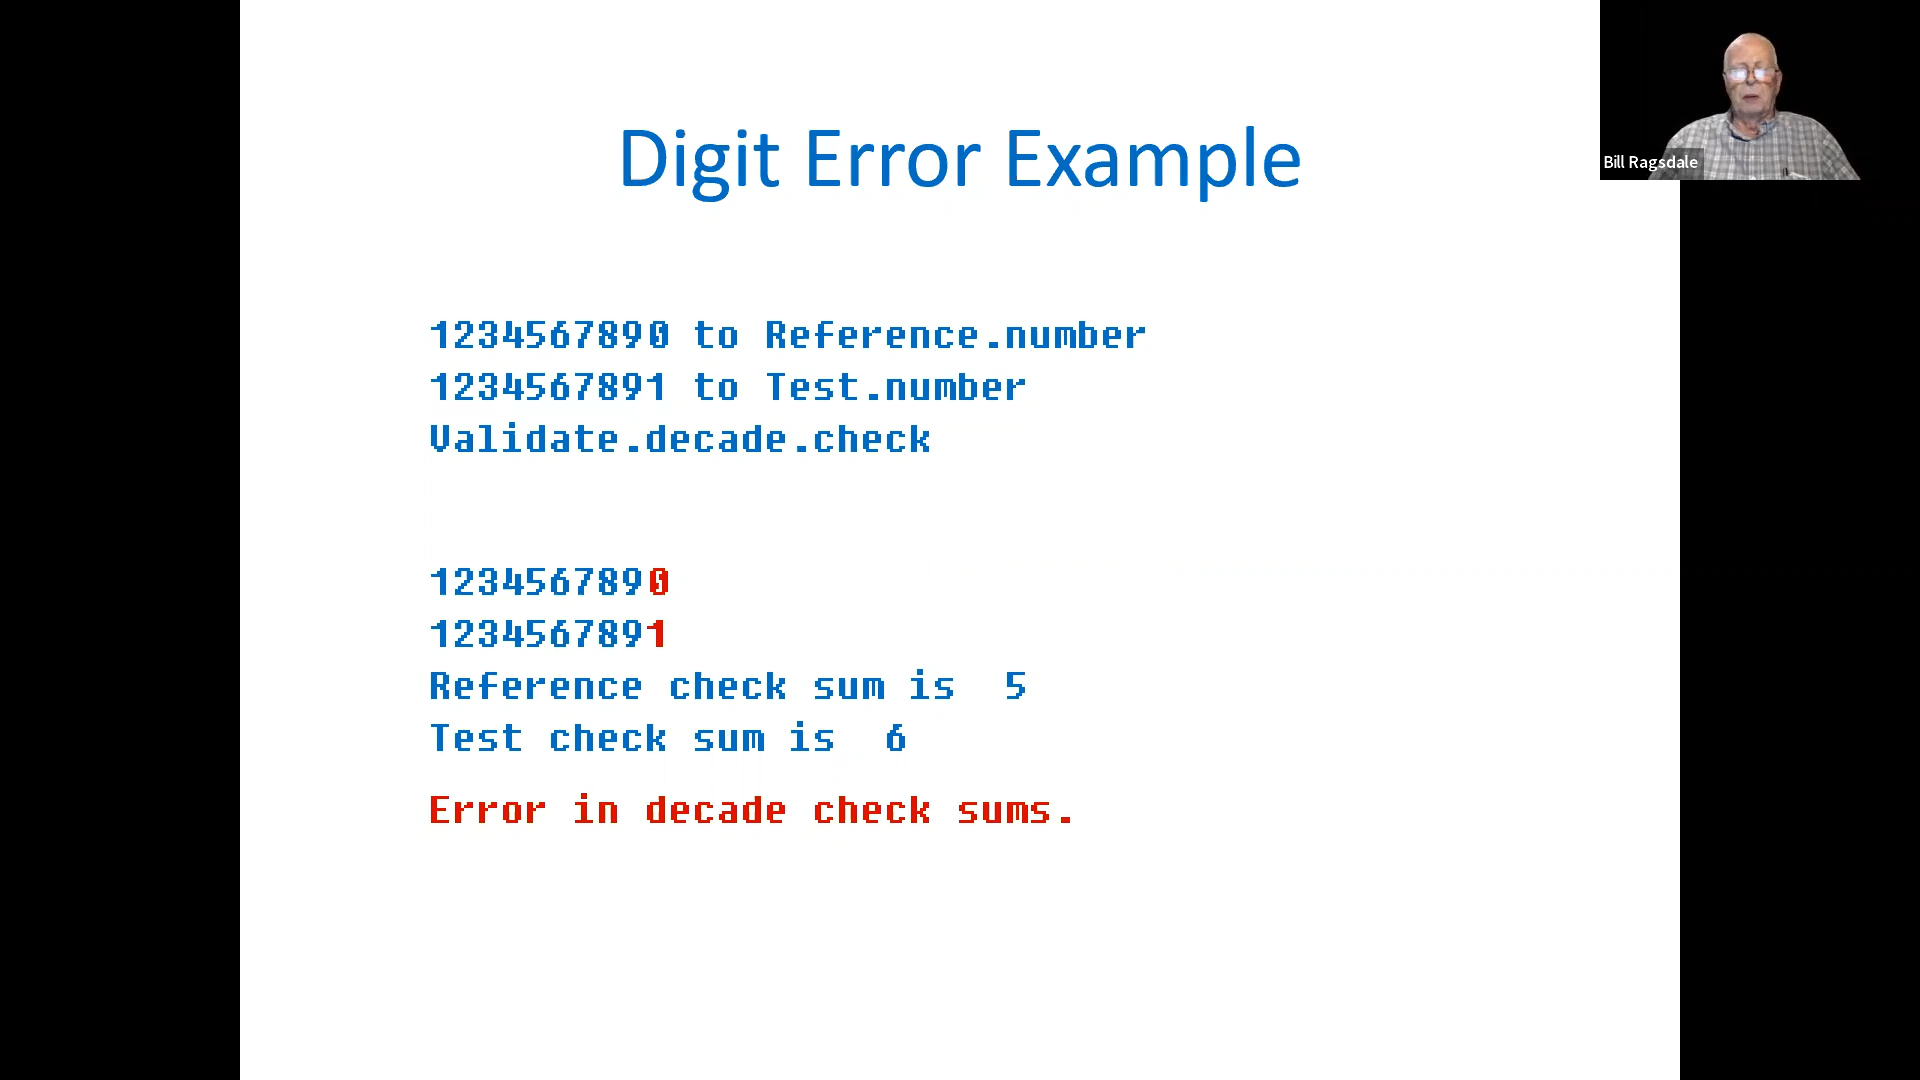 Digit Error Example
Bill Ragsdale
1234567890 to Reference.number
1234567891 to Test.number
Validate.decade.check
1234567890
1234567891
Reference check sum is  5
Test check sum is  6
Error in decade check sums.